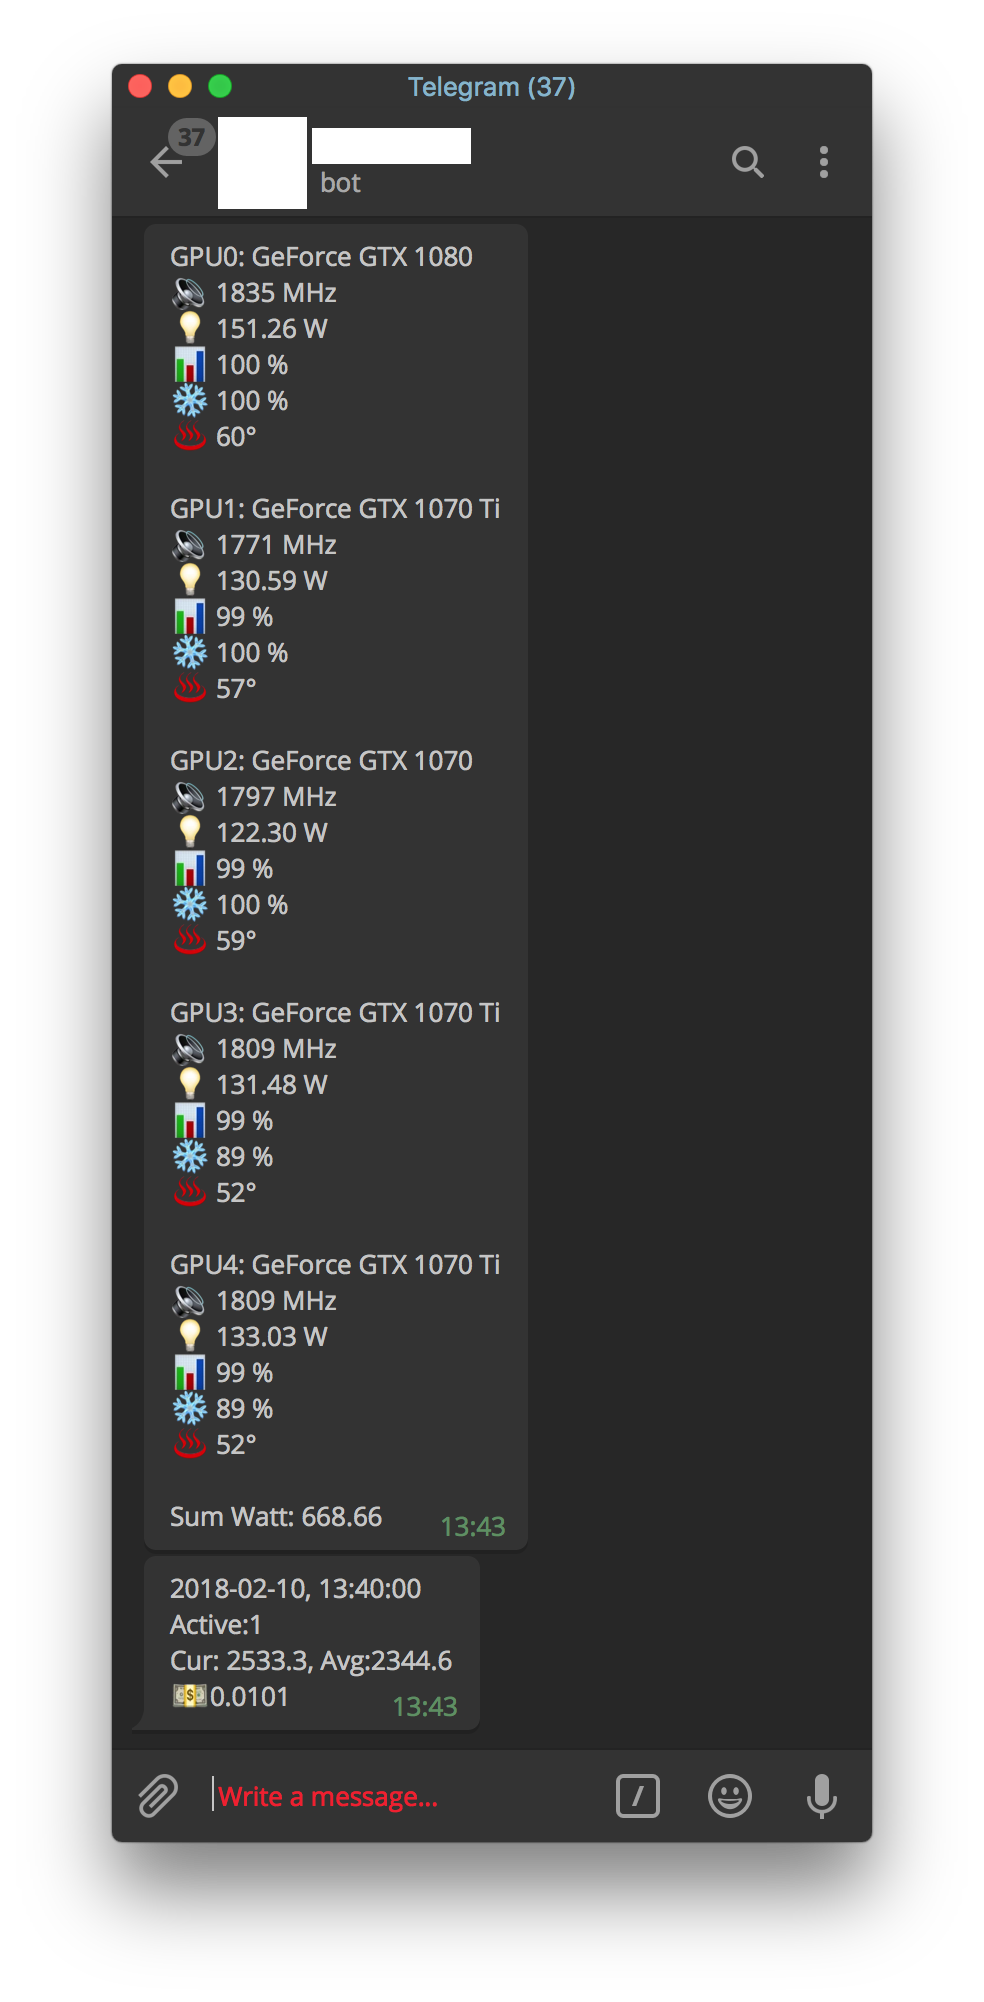 Telegram (37)
37
bot
GPU0: GeForce GTX 1080
🔊 1835 MHz
💡 151.26 W
📊 100 %
❄️ 100 %
♨️ 60°
GPU1: GeForce GTX 1070 Ti
🔊 1771 MHz
💡 130.59 W
📊 99 %
❄️ 100 %
♨️ 57°
GPU2: GeForce GTX 1070
🔊 1797 MHz
💡 122.30 W
📊 99 %
❄️ 100 %
♨️ 59°
GPU3: GeForce GTX 1070 Ti
🔊 1809 MHz
💡 131.48 W
📊 99 %
❄️ 89 %
♨️ 52°
GPU4: GeForce GTX 1070 Ti
🔊 1809 MHz
💡 133.03 W
📊 99 %
❄️ 89 %
♨️ 52°
Sum Watt: 668.66
13:43
2018-02-10, 13:40:00
Active:1
Cur: 2533.3, Avg:2344.6
💵0.0101
13:43
Write a message...